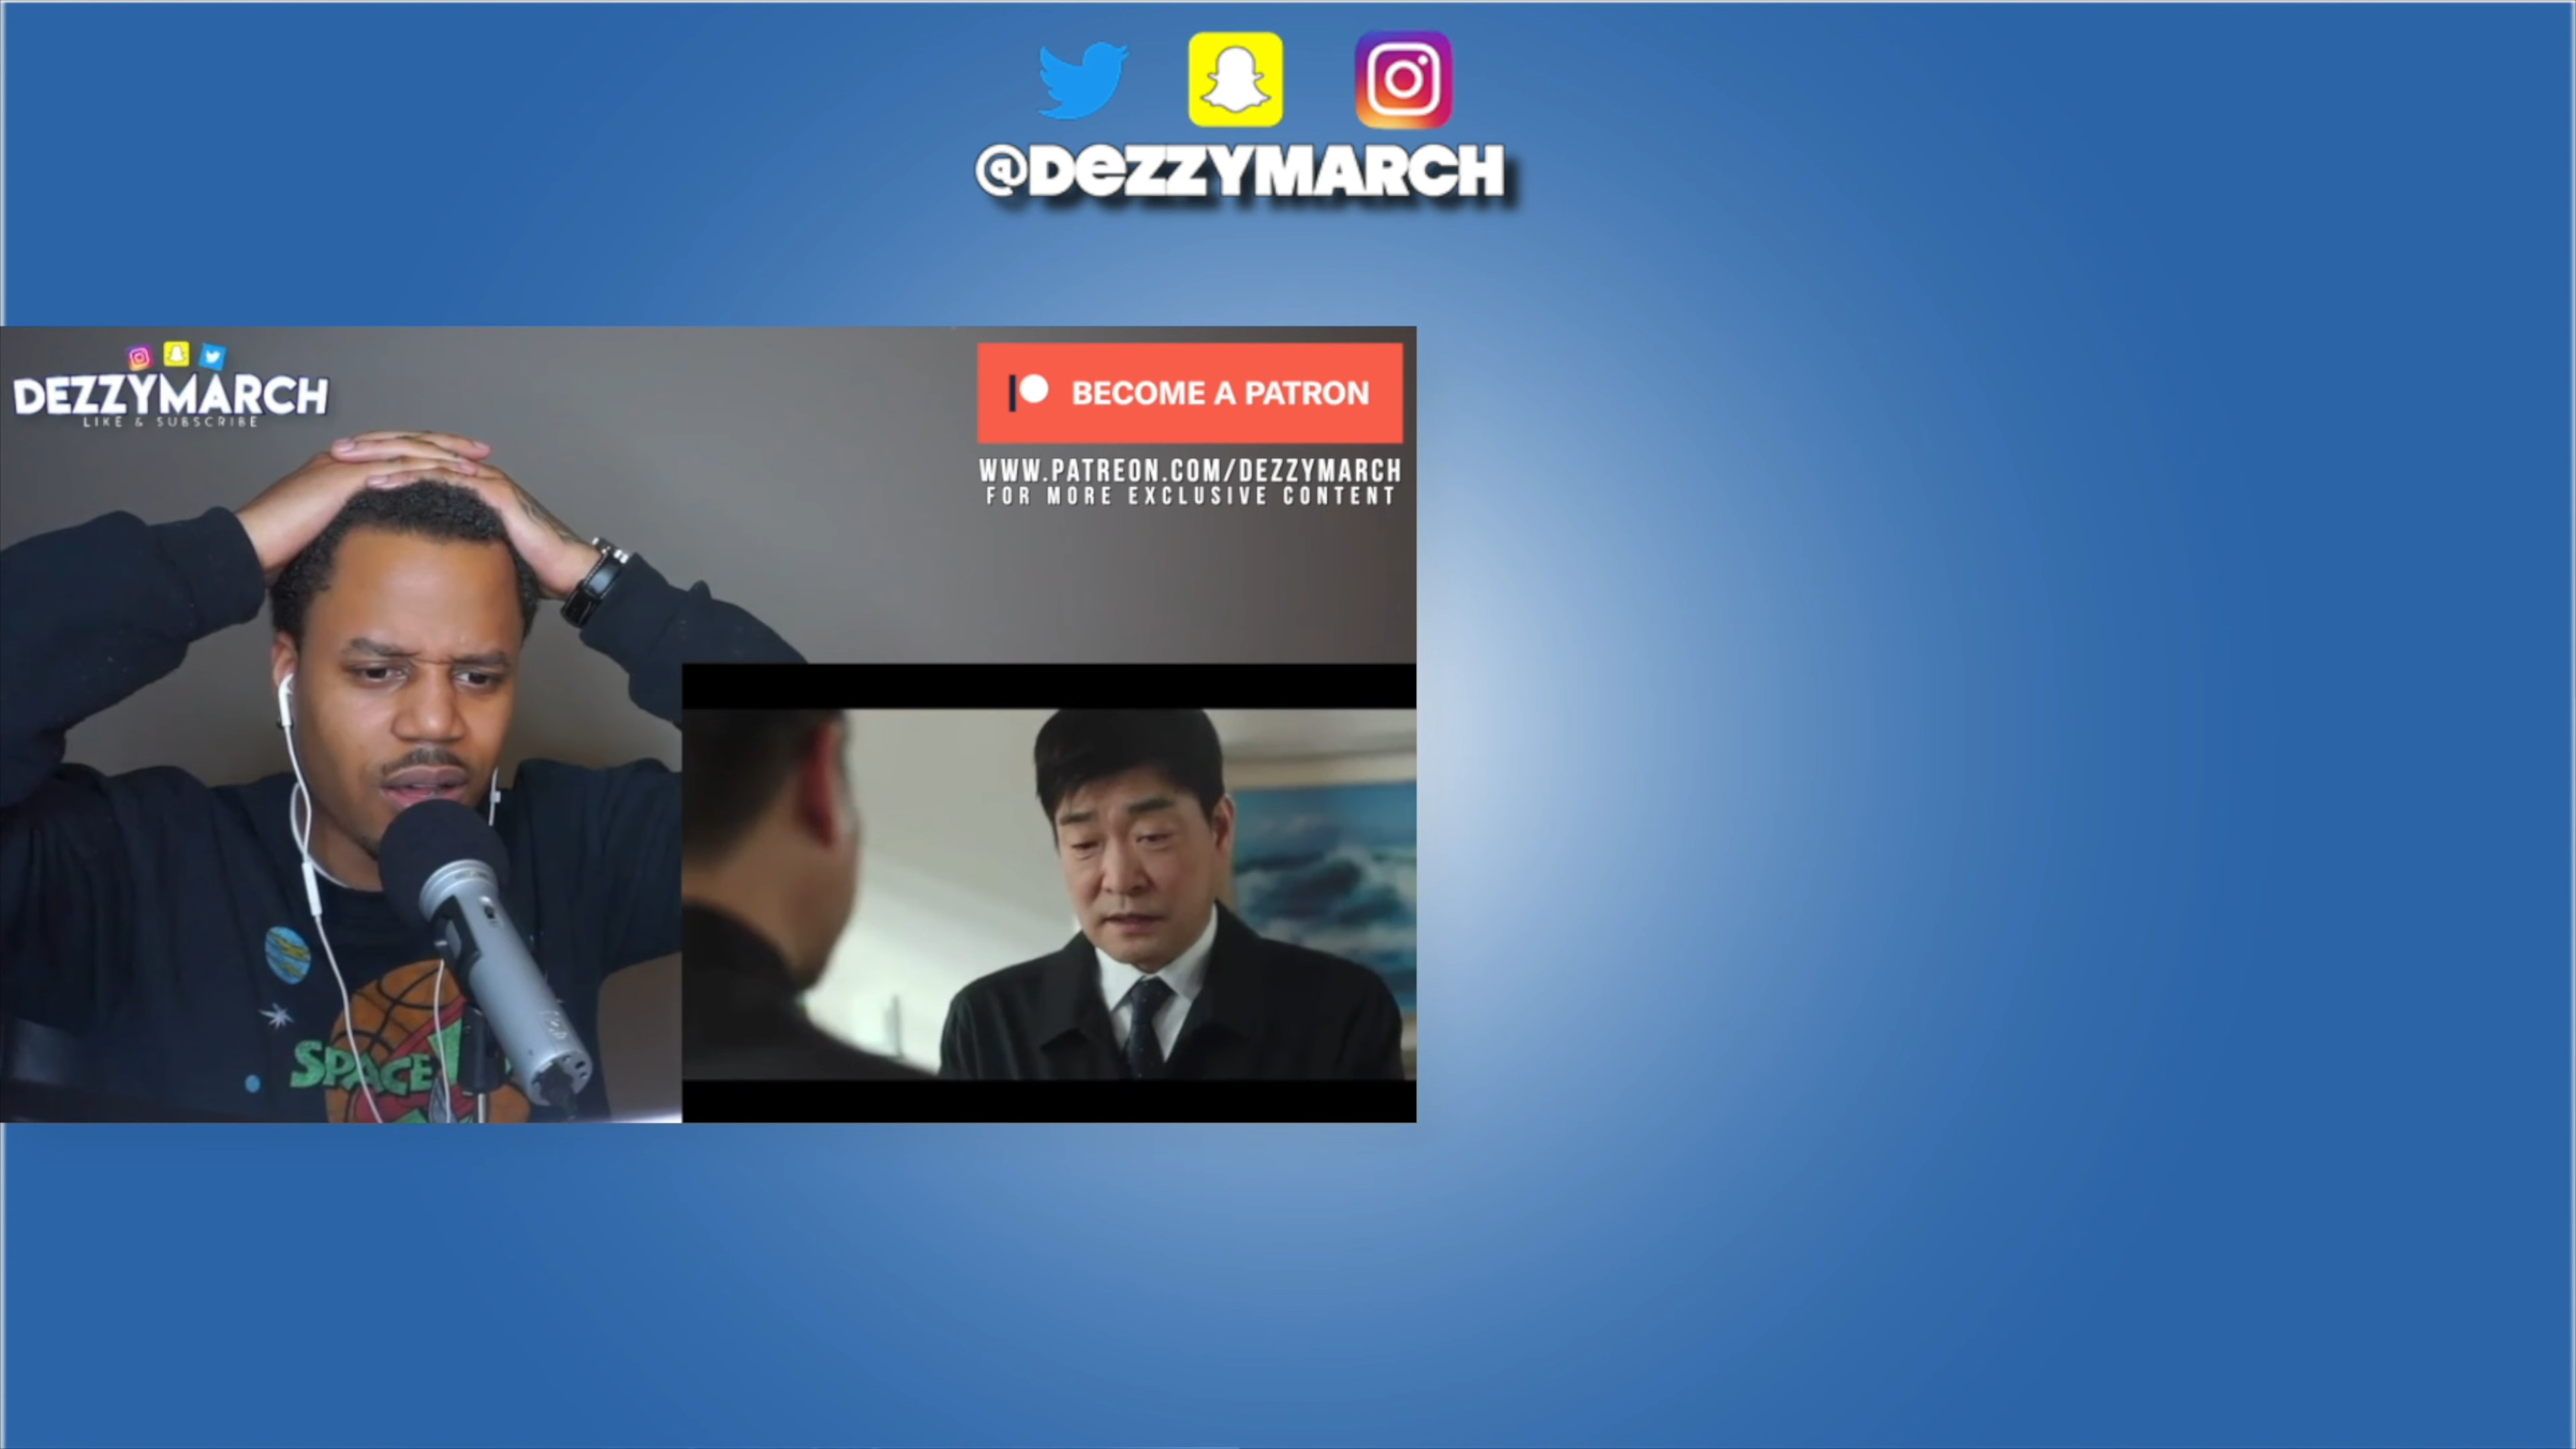 @DEZZYMARCH
DEZZYMARCH
LIKE & SUBSCRIBE
BECOME A PATRON
WWW.PATREON.COM/DEZZYMARCH
FOR MORE EXCLUSIVE CONTENT
SPACE